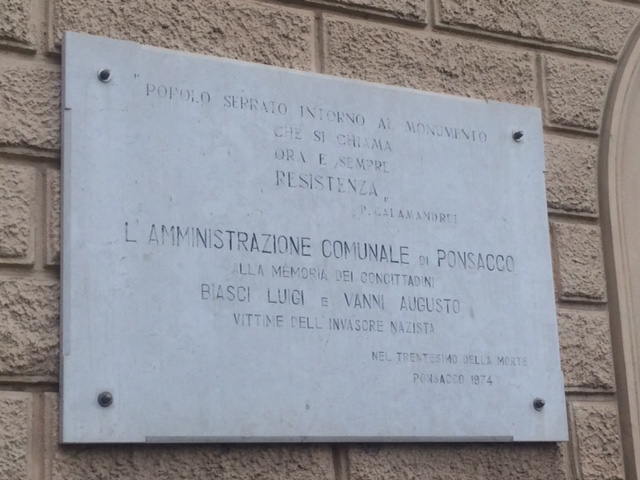 "POPOLO SERRATO INTORNO AL MONUMENTO
CHE SI CHIAMA
ORA E SEMPRE
RESISTENZA"
P. CALAMANDREI
L'AMMINISTRAZIONE COMUNALE DI PONSACCO
ALLA MEMORIA DEI CONCITTADINI
BIASCI LUIGI E VANNI AUGUSTO
VITTIME DELL'INVASORE NAZISTA
NEL TRENTESIMO DELLA MORTE
PONSACCO 1974